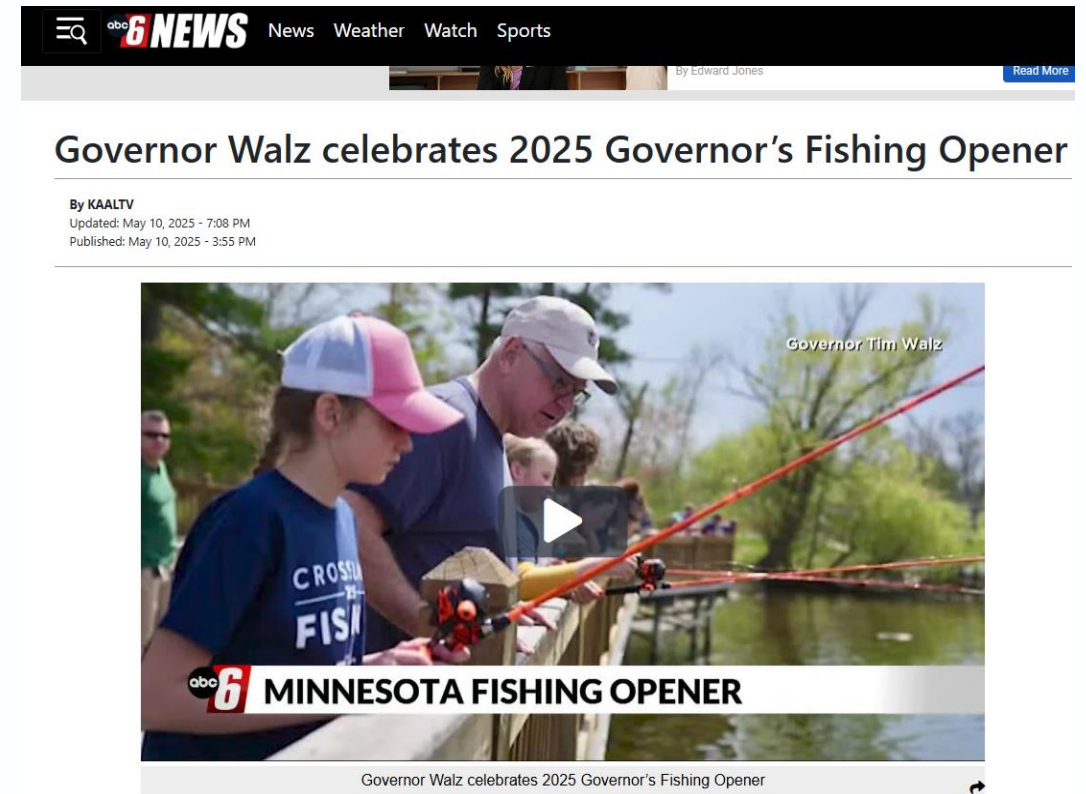 abc 6 NEWS News Weather Watch Sports
By Edward Jones
Read More
Governor Walz celebrates 2025 Governor’s Fishing Opener
By KAALTV
Updated: May 10, 2025 - 7:08 PM
Published: May 10, 2025 - 3:55 PM
Governor Tim Walz
CROSS
FIS
abc 6 MINNESOTA FISHING OPENER
Governor Walz celebrates 2025 Governor’s Fishing Opener